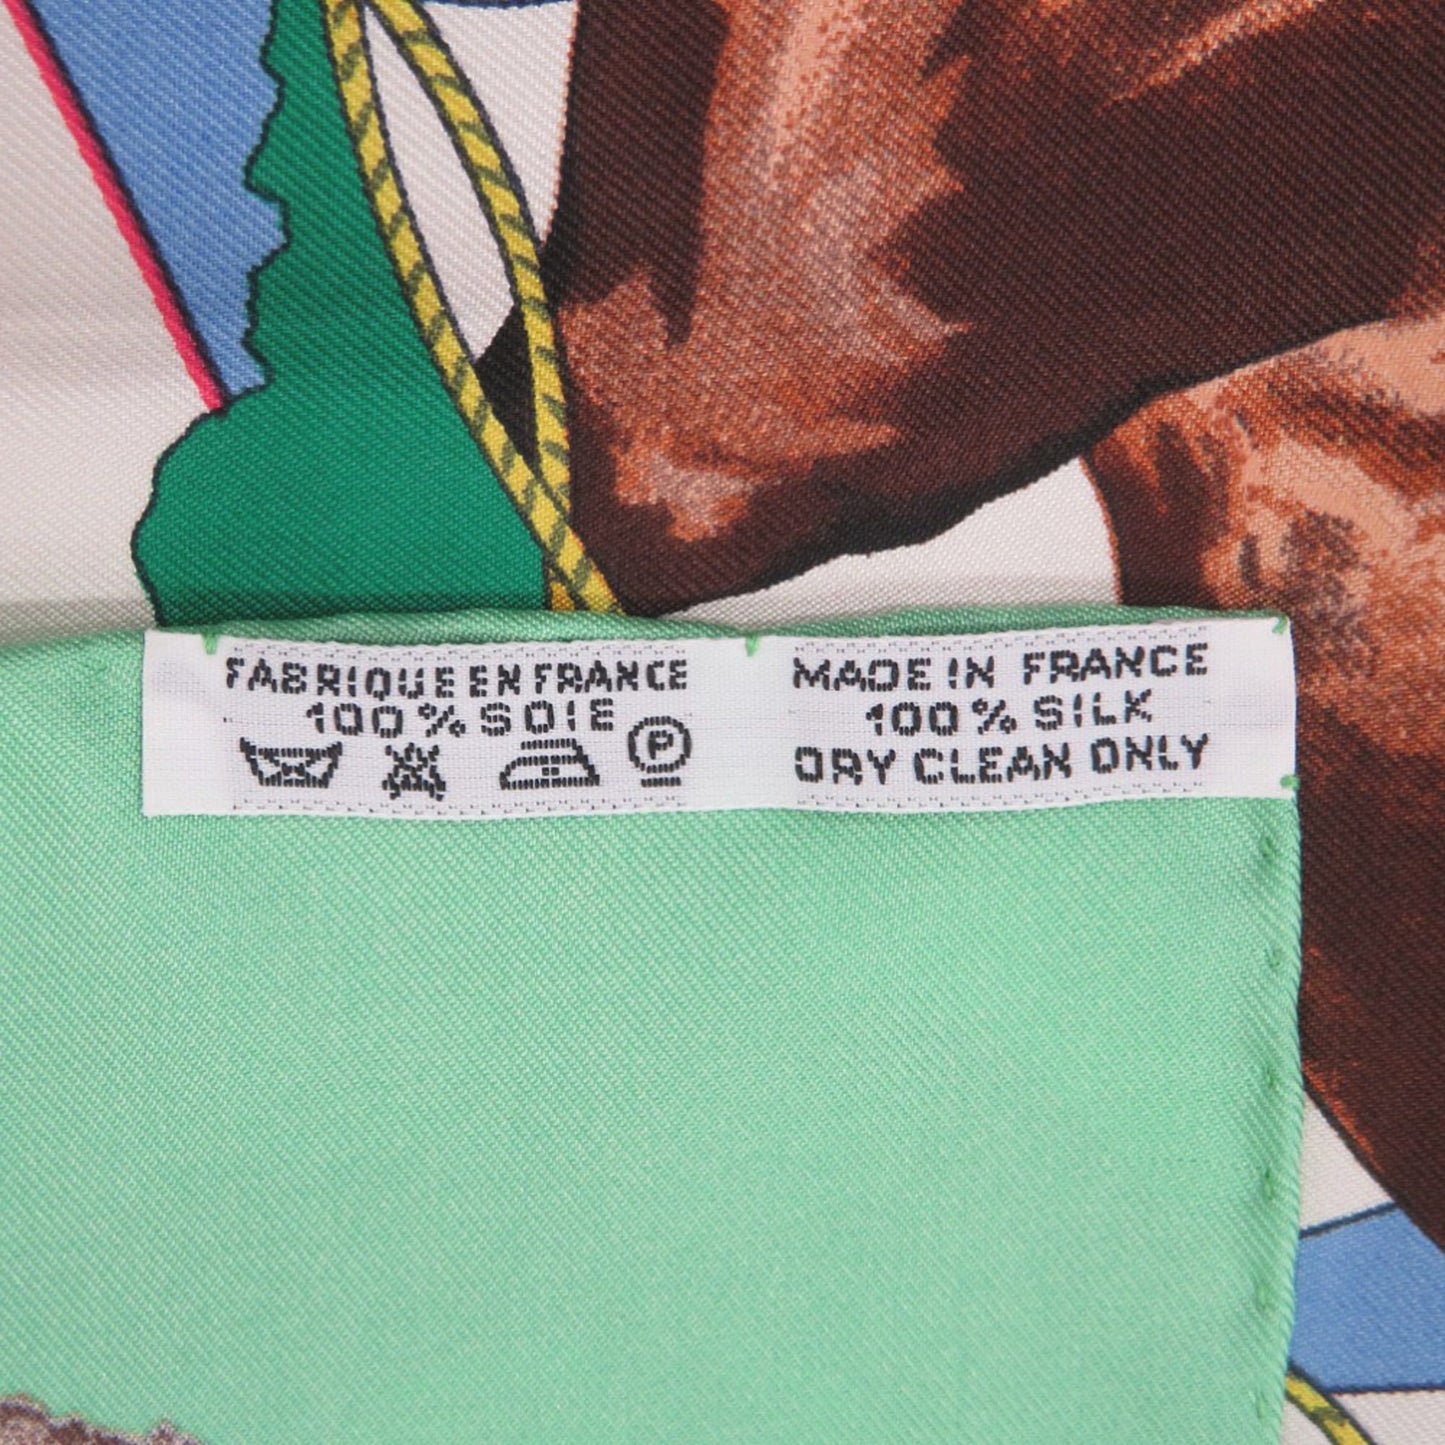 FABRIQUE EN FRANCE
100% SOIE
P
MADE IN FRANCE
100% SILK
DRY CLEAN ONLY